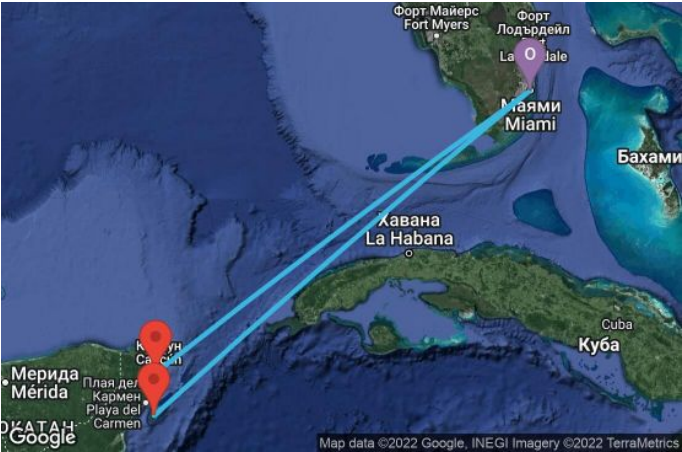 Форт Майерс
Fort Myers
Форт
Лодърдейл
O
Маями
Miami
Бахами
Хавана
La Habana
Cuba
Куба
Мерида
Mérida
Плая дел
Кармен
Playa del
Carmen
Google
Map data ©2022 Google, INEGI Imagery ©2022 TerraMetrics